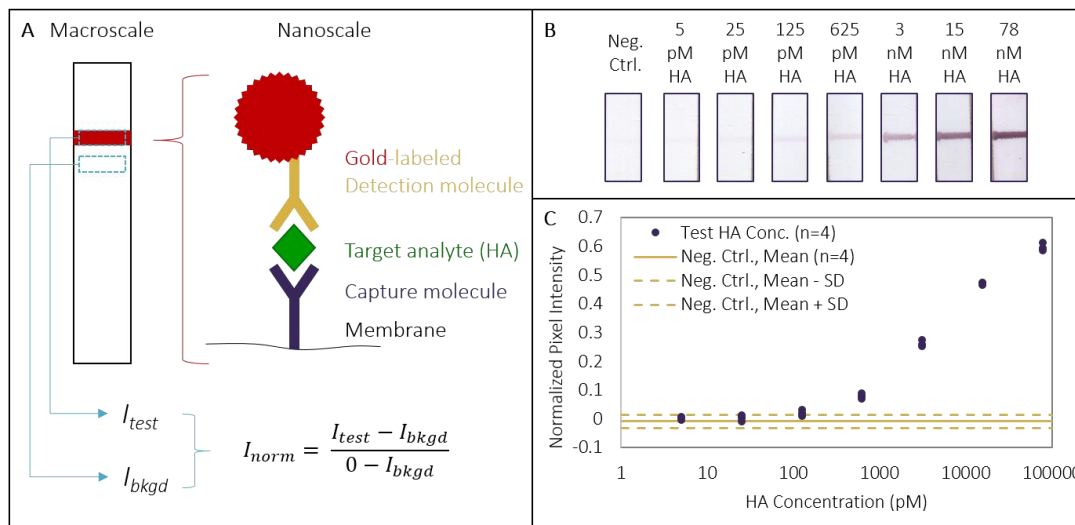 A
Macroscale
Nanoscale
Gold-labeled
Detection molecule
Target analyte (HA)
Capture molecule
Membrane
I_test
I_bkgd
I_norm = (I_test − I_bkgd) / (0 − I_bkgd)
B
Neg.
Ctrl.
5
pM
HA
25
pM
HA
125
pM
HA
625
pM
HA
3
nM
HA
15
nM
HA
78
nM
HA
C
Normalized Pixel Intensity
0.7
0.6
0.5
0.4
0.3
0.2
0.1
0
-0.1
Test HA Conc. (n=4)
Neg. Ctrl., Mean (n=4)
Neg. Ctrl., Mean - SD
Neg. Ctrl., Mean + SD
1
10
100
1000
10000
100000
HA Concentration (pM)